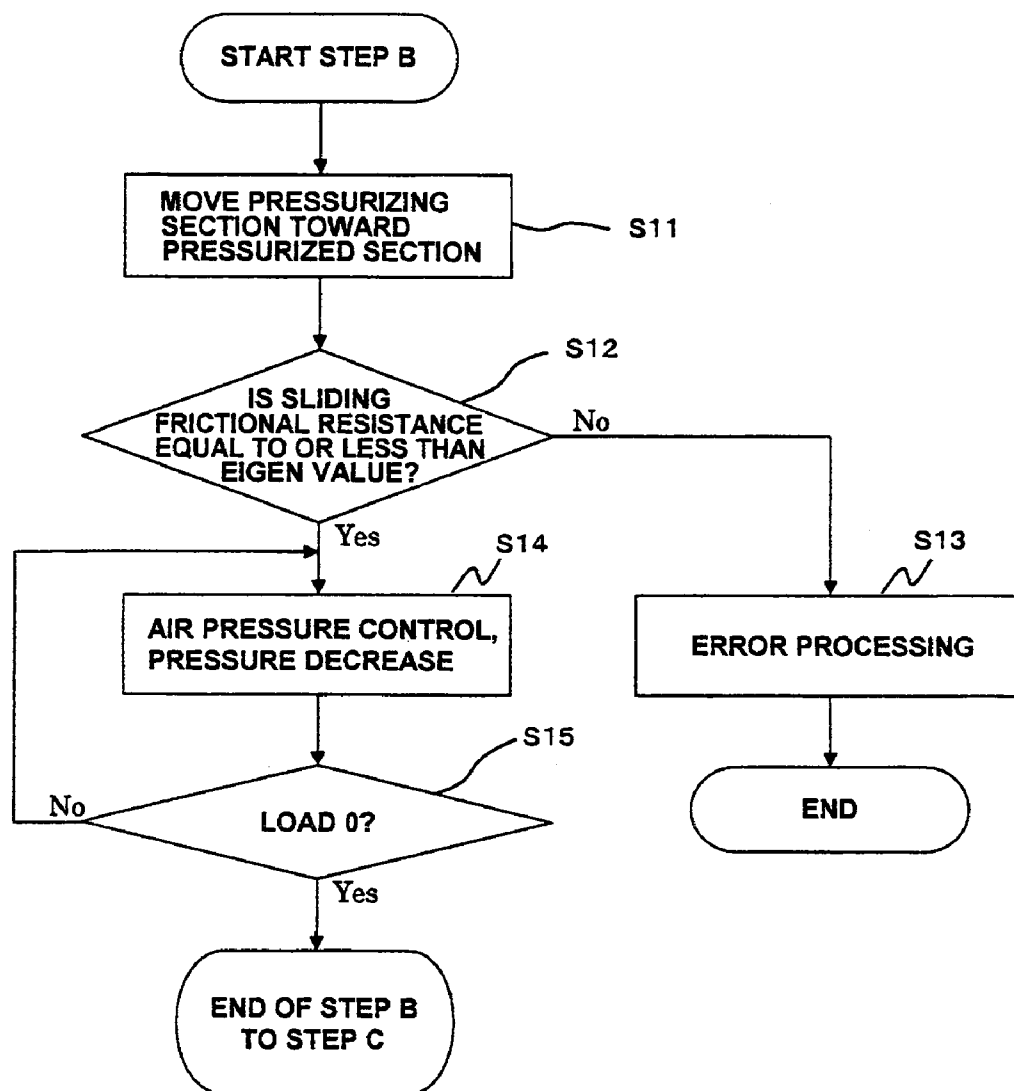 START STEP B
MOVE PRESSURIZING
SECTION TOWARD
PRESSURIZED SECTION
S11
S12
IS SLIDING
FRICTIONAL RESISTANCE
EQUAL TO OR LESS THAN
EIGEN VALUE?
No
Yes
S14
S13
AIR PRESSURE CONTROL,
PRESSURE DECREASE
ERROR PROCESSING
S15
No
LOAD 0?
END
Yes
END OF STEP B
TO STEP C